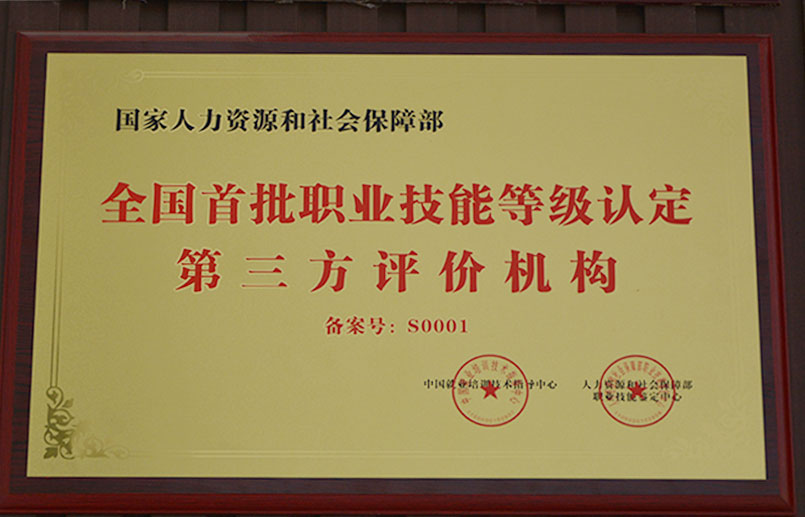 国家人力资源和社会保障部
全国首批职业技能等级认定
第三方评价机构
备案号：S0001
中国就业培训技术指导中心
人力资源和社会保障部
职业技能鉴定中心